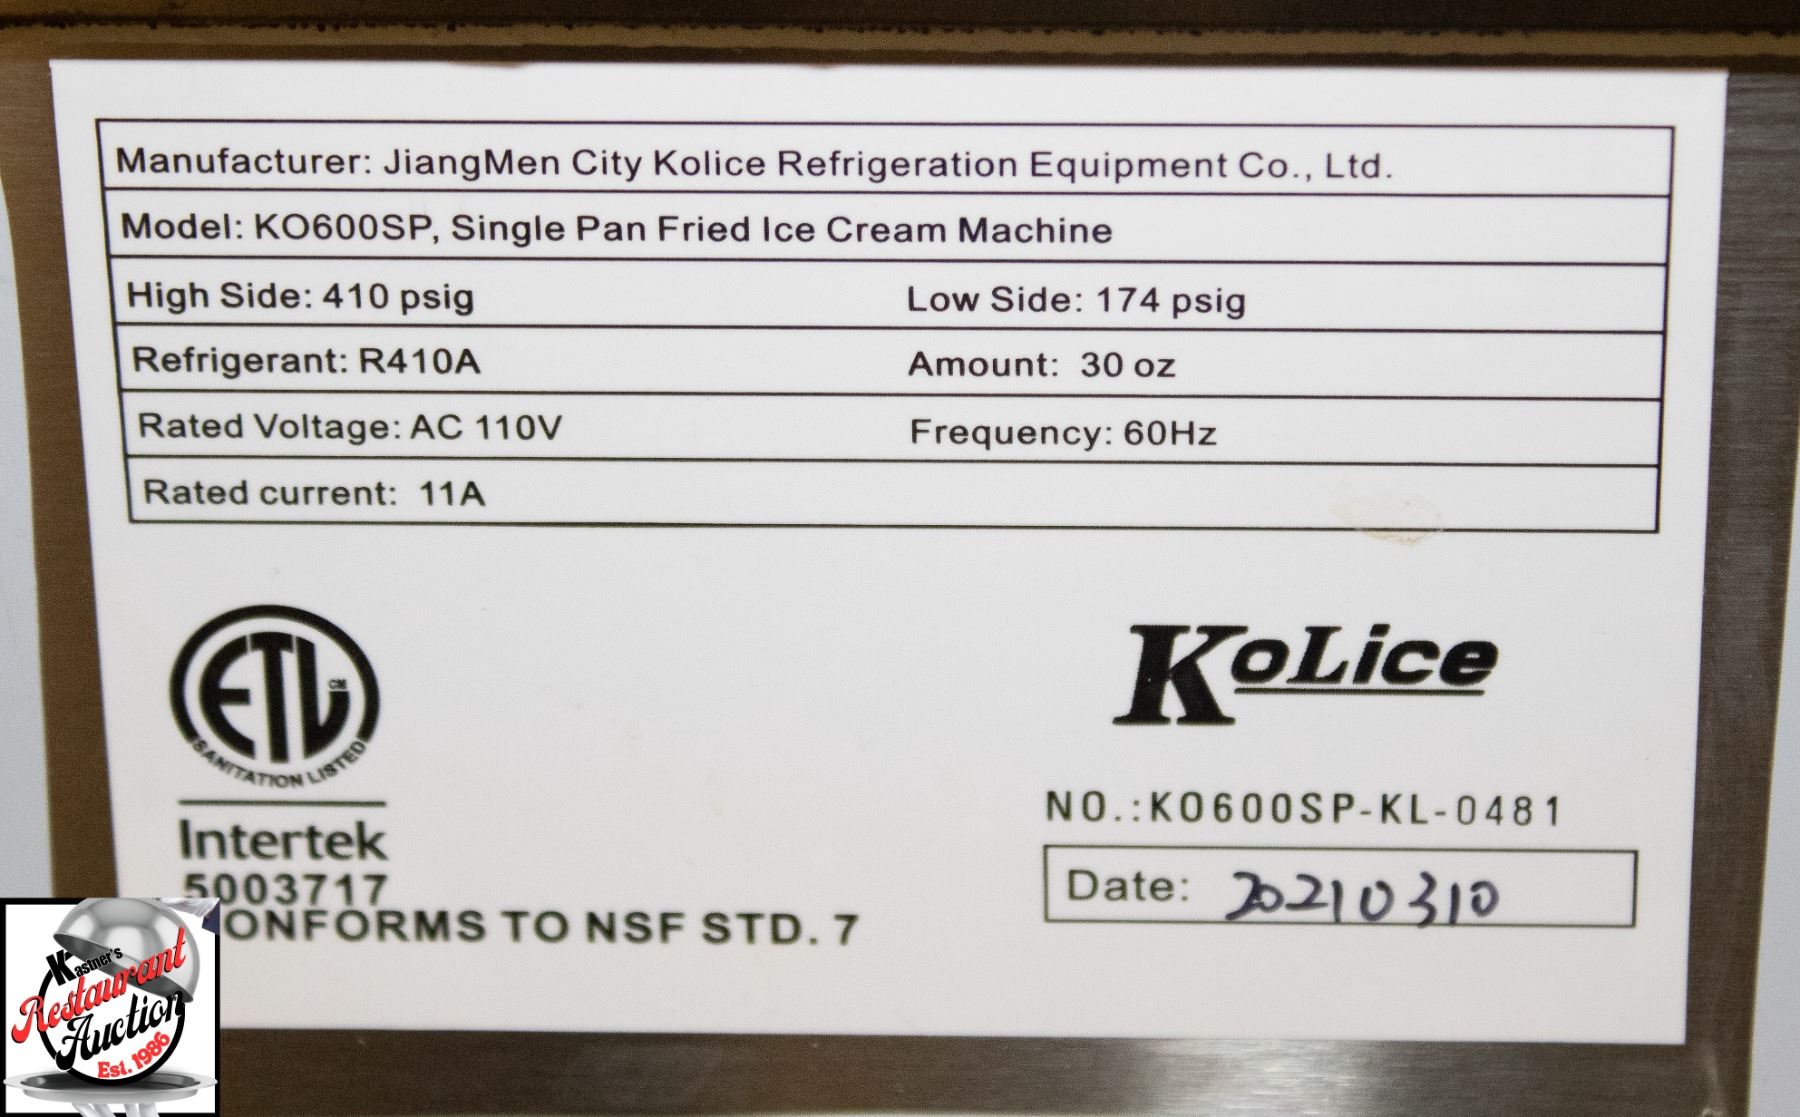 Manufacturer: JiangMen City Kolice Refrigeration Equipment Co., Ltd.
Model: KO600SP, Single Pan Fried Ice Cream Machine
High Side: 410 psig Low Side: 174 psig
Refrigerant: R410A Amount: 30 oz
Rated Voltage: AC 110V Frequency: 60Hz
Rated current: 11A
ETL CM
SANITATION LISTED
Intertek
5003717
ONFORMS TO NSF STD. 7
KoLice
NO.:KO600SP-KL-0481
Date: 20210310
Kastner's
Restaurant
Auction
Est. 1986